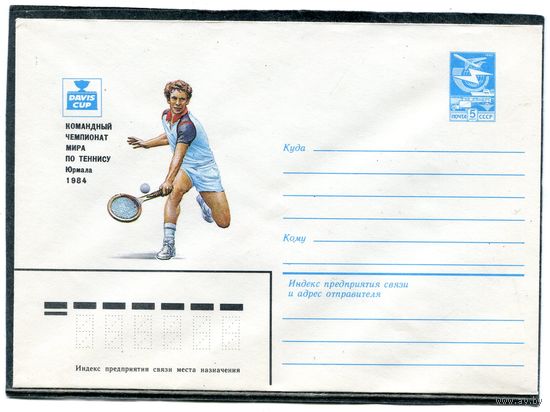 DAVIS
CUP
КОМАНДНЫЙ
ЧЕМПИОНАТ
МИРА
ПО ТЕННИСУ
Юрмала
1984
ПОЧТА 5 СССР
Куда
Кому
Индекс предприятия связи
и адрес отправителя
Индекс предприятия связи места назначения